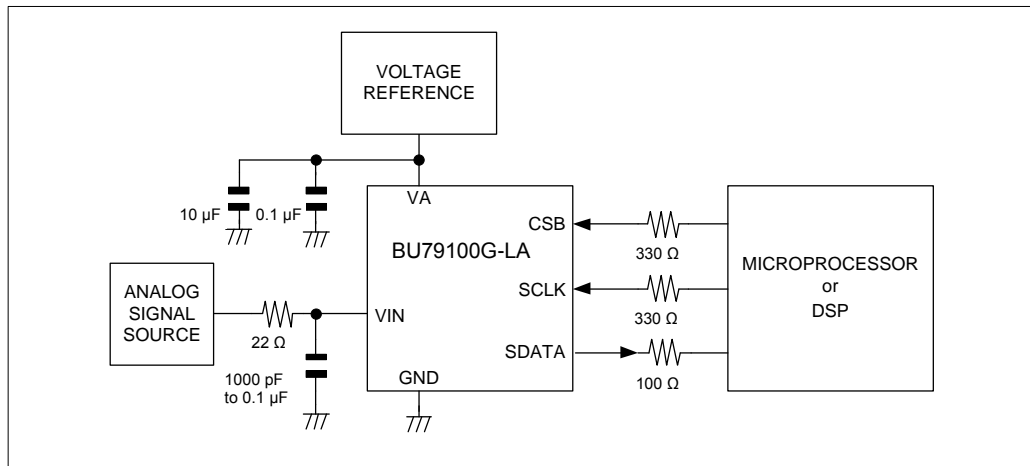 VOLTAGE
REFERENCE
10 µF
0.1 µF
VA
CSB
330 Ω
BU79100G-LA
MICROPROCESSOR
or
DSP
SCLK
330 Ω
ANALOG
SIGNAL
SOURCE
22 Ω
VIN
SDATA
100 Ω
1000 pF
to 0.1 µF
GND